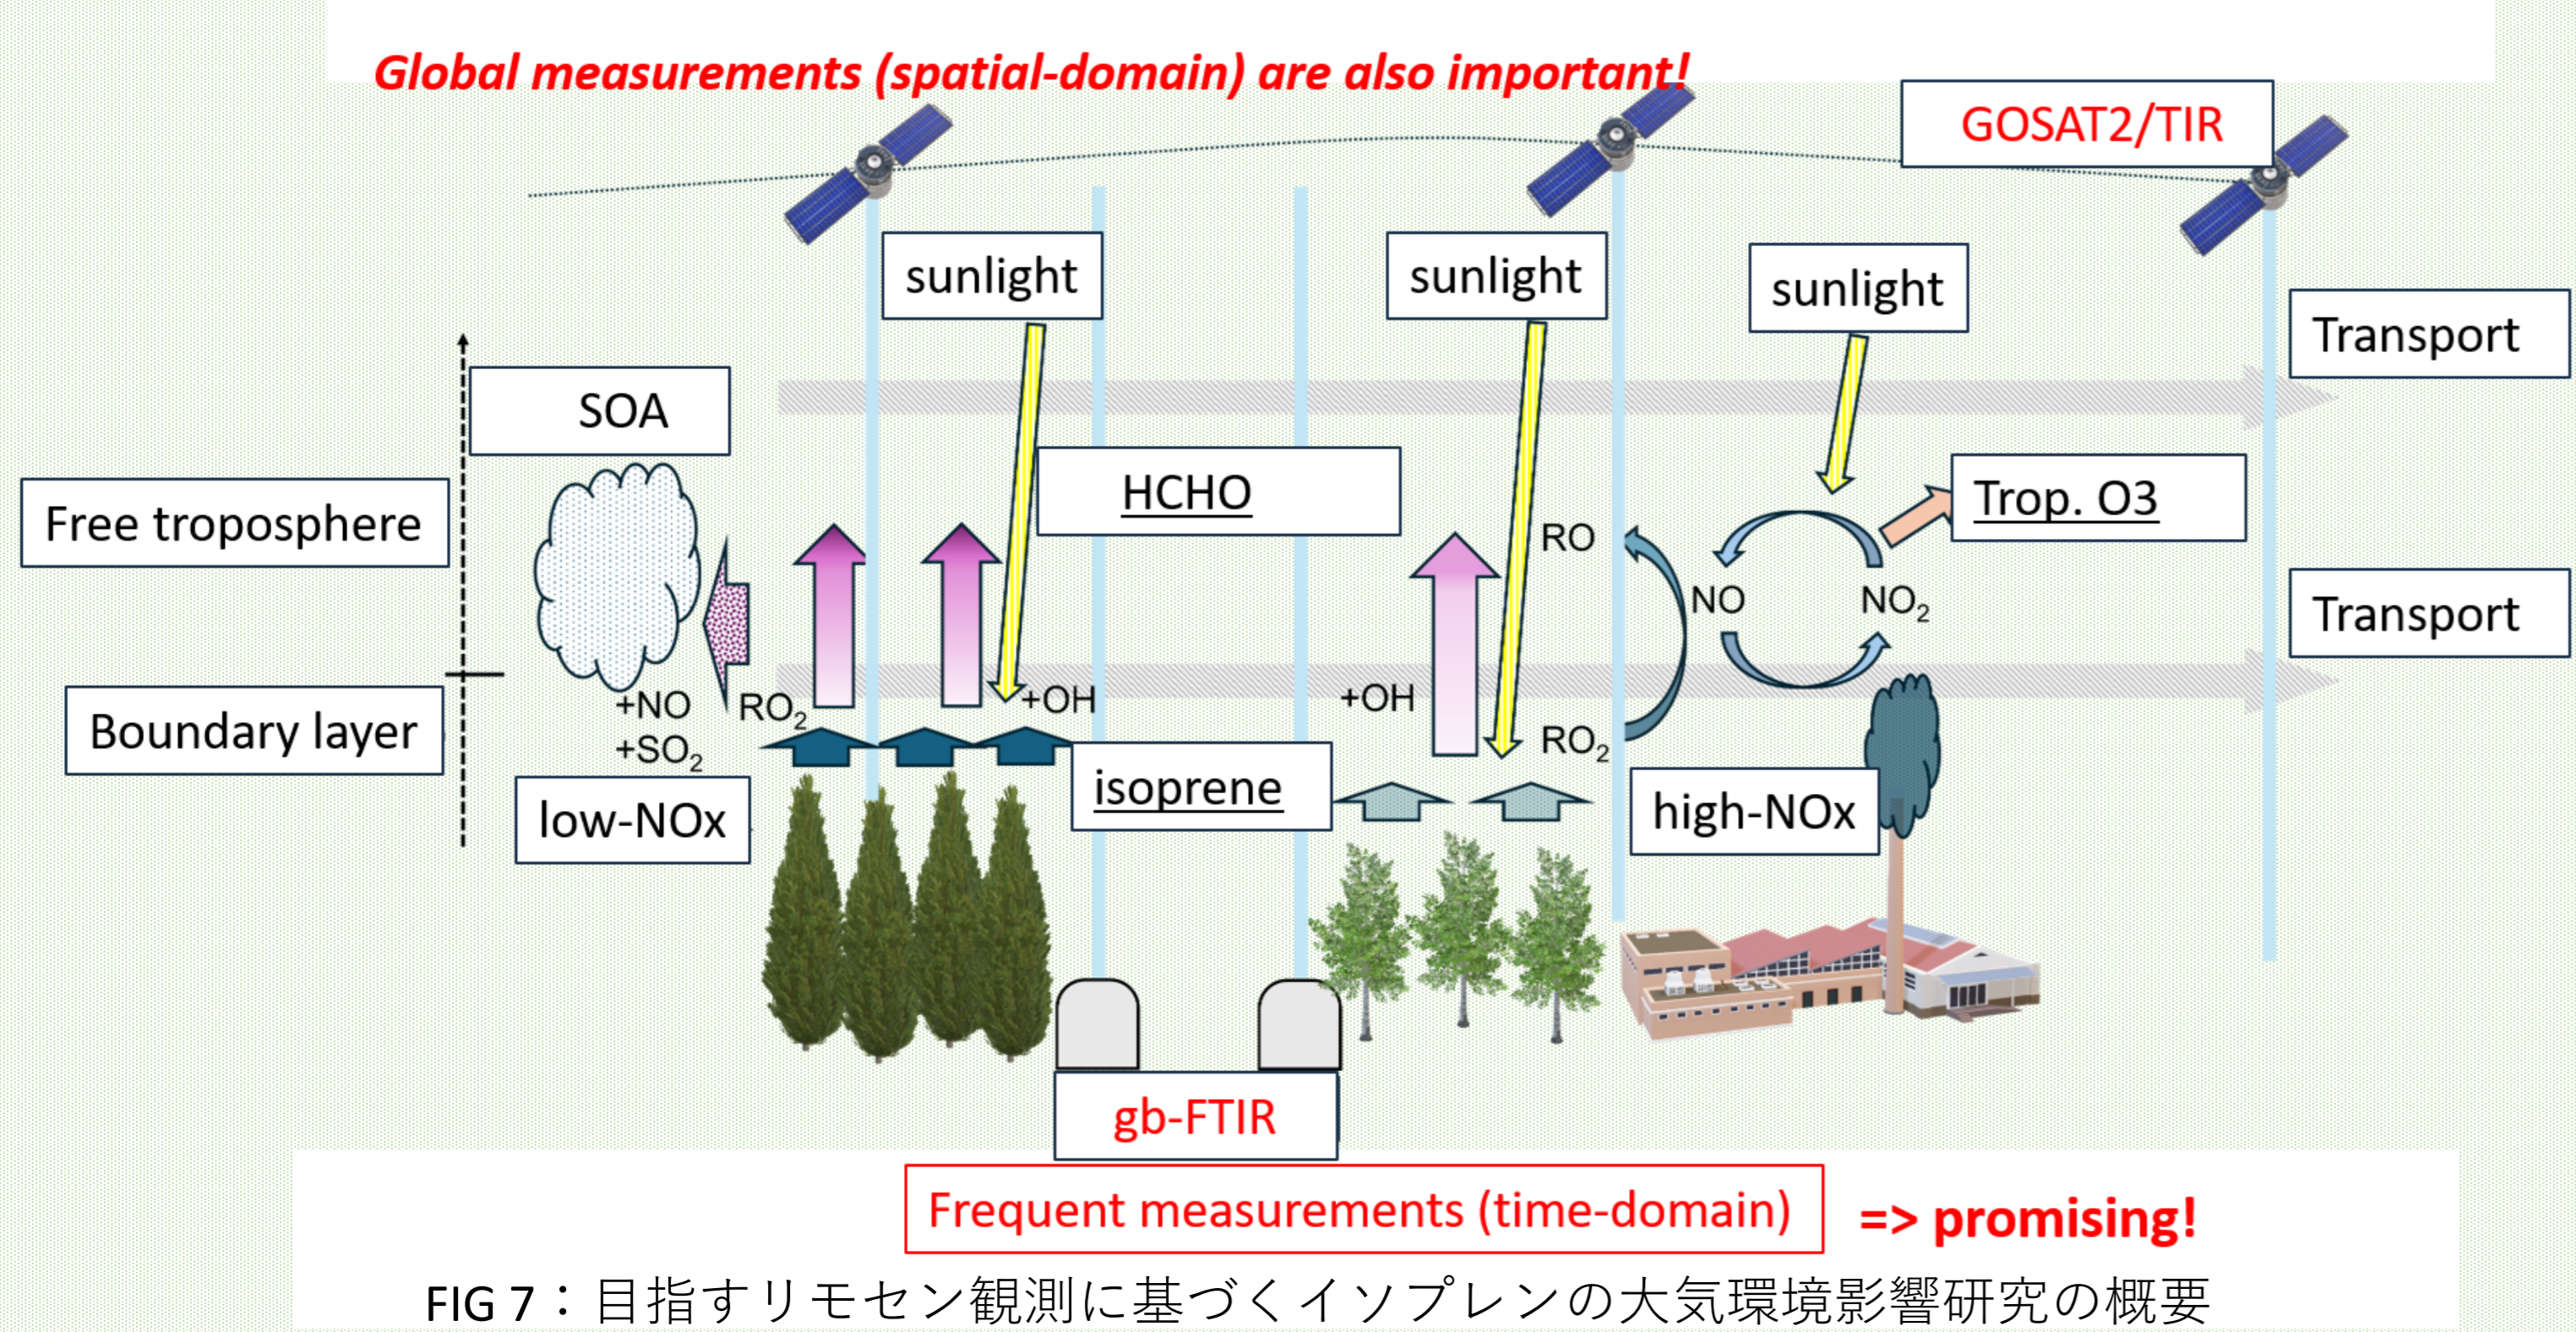 Global measurements (spatial-domain) are also important!
GOSAT2/TIR
sunlight
sunlight
sunlight
Transport
SOA
HCHO
Trop. O3
Free troposphere
RO
NO
NO₂
Transport
+NO
+SO₂
RO₂
+OH
+OH
RO₂
Boundary layer
low-NOx
isoprene
high-NOx
gb-FTIR
Frequent measurements (time-domain)
=> promising!
FIG 7：目指すリモセン観測に基づくイソプレンの大気環境影響研究の概要